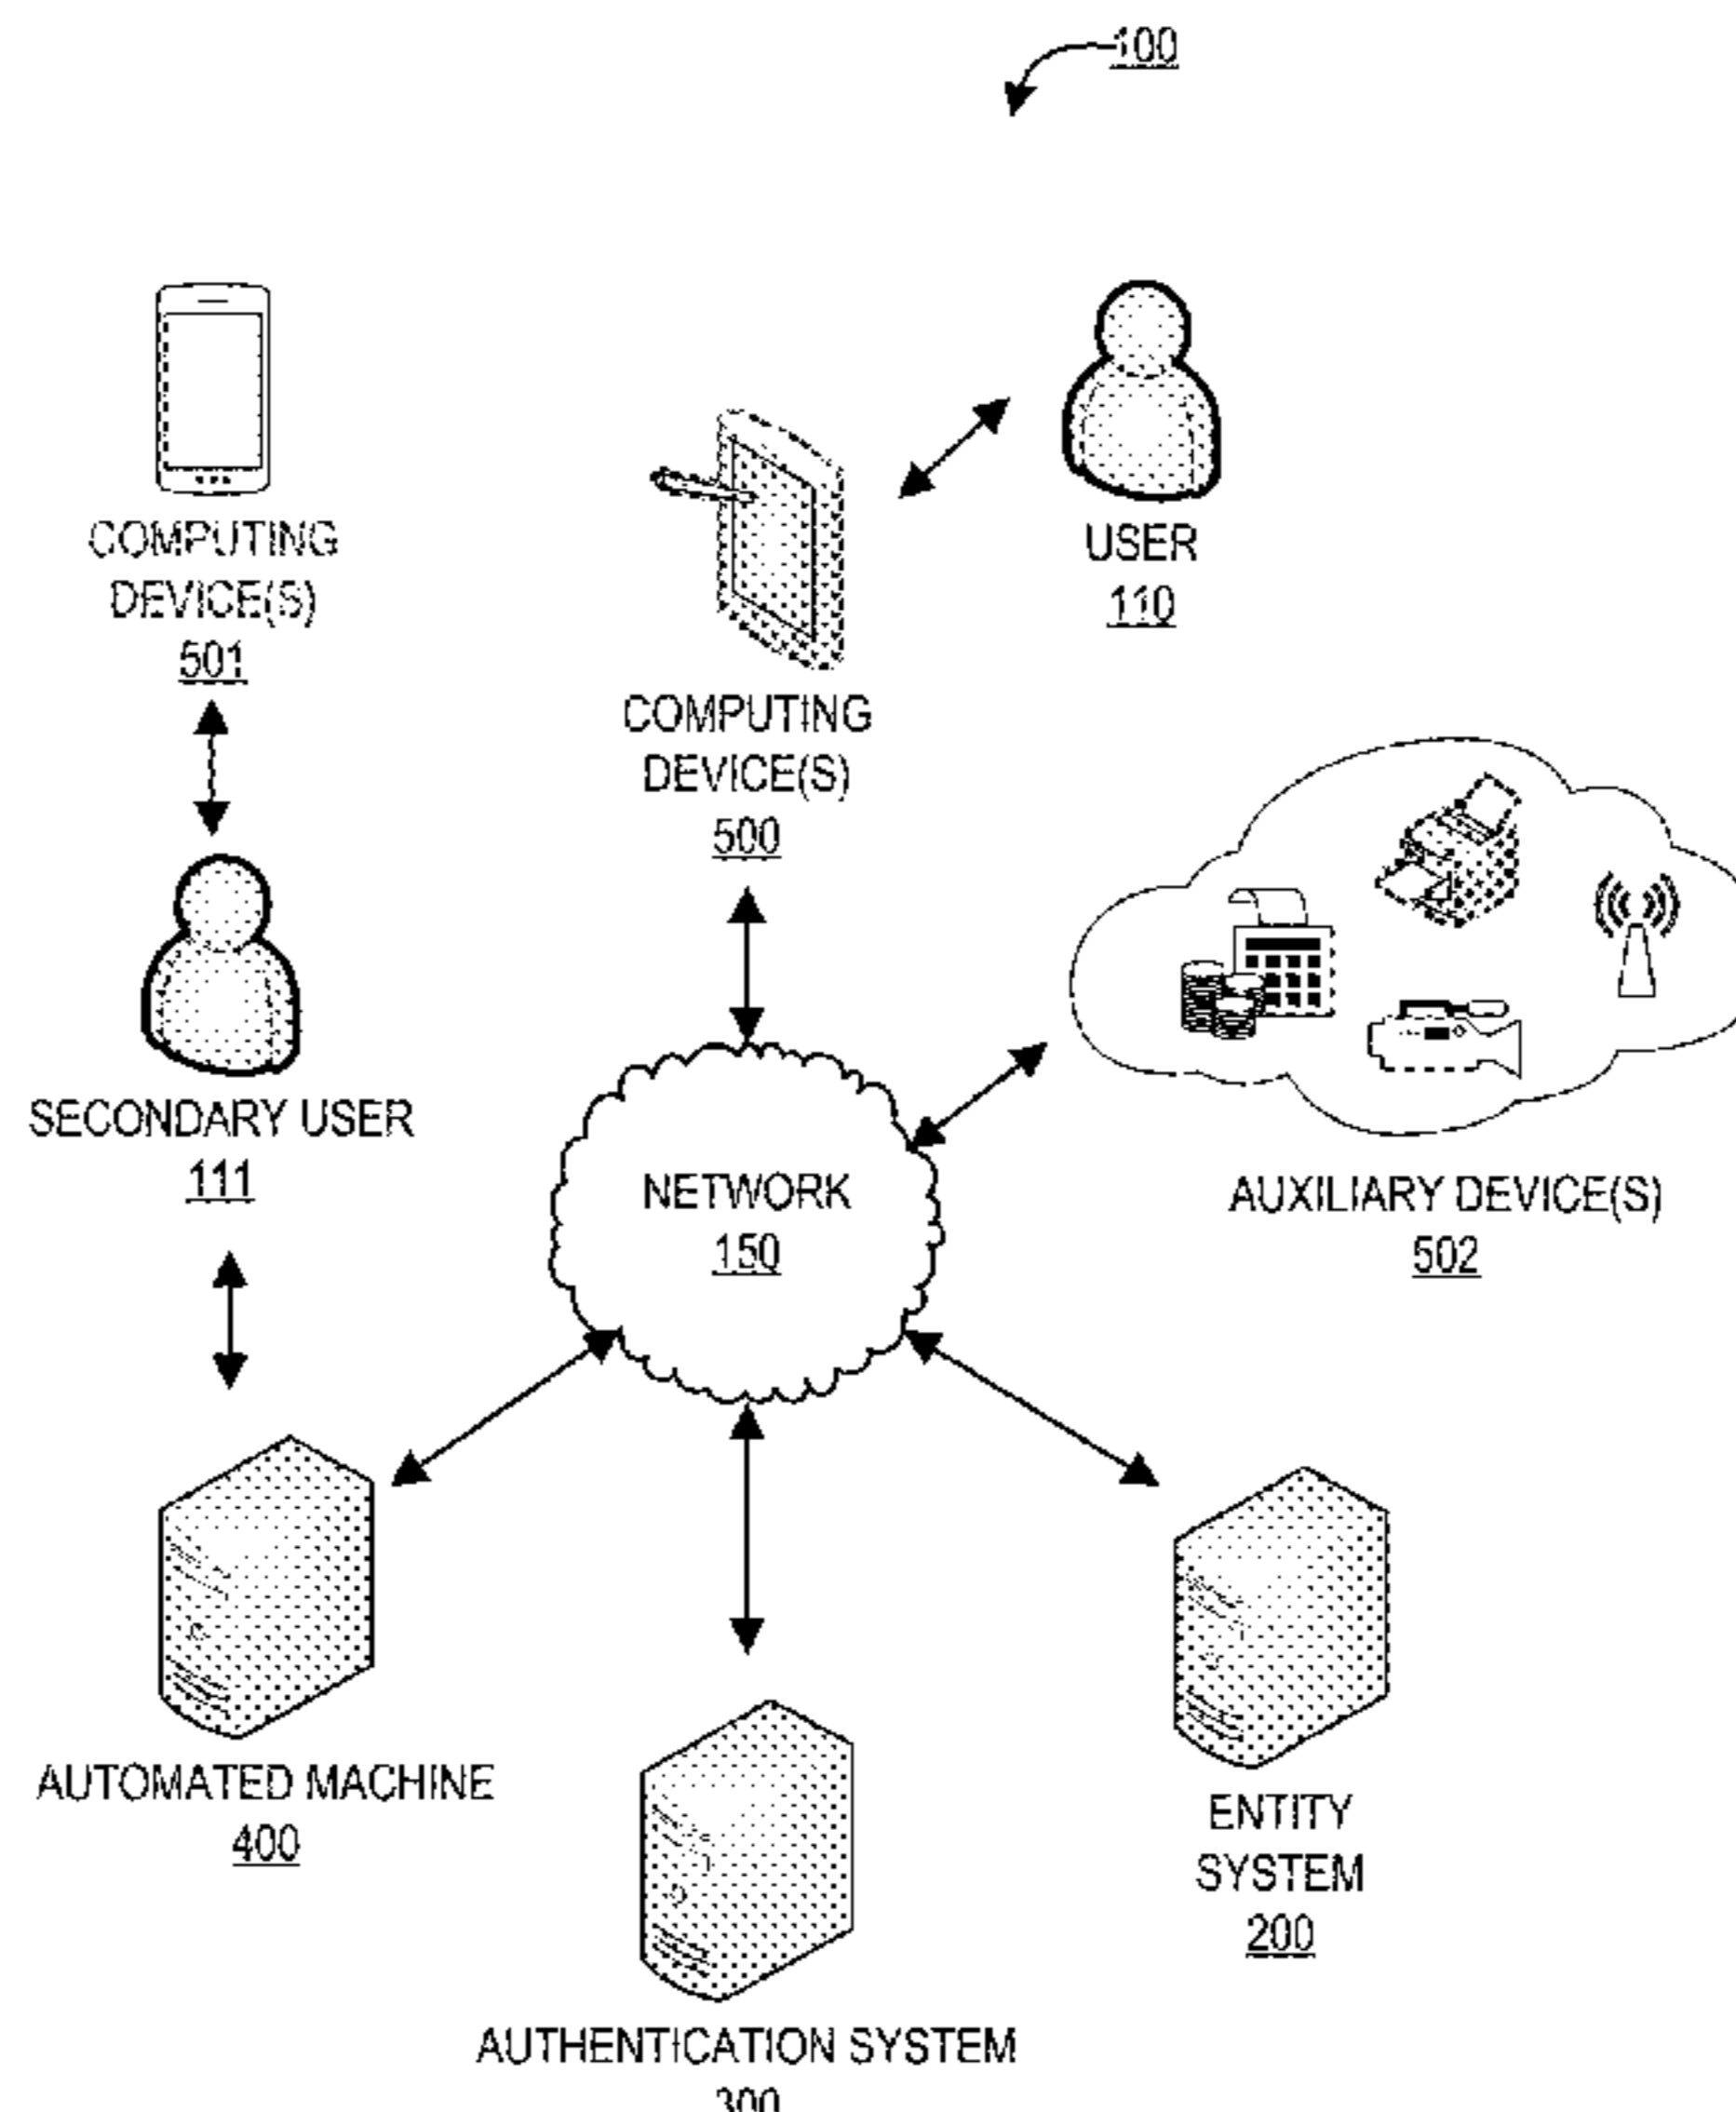 100
COMPUTING
DEVICE(S)
501
USER
110
COMPUTING
DEVICE(S)
500
SECONDARY USER
111
NETWORK
150
AUXILIARY DEVICE(S)
502
AUTOMATED MACHINE
400
ENTITY
SYSTEM
200
AUTHENTICATION SYSTEM
300